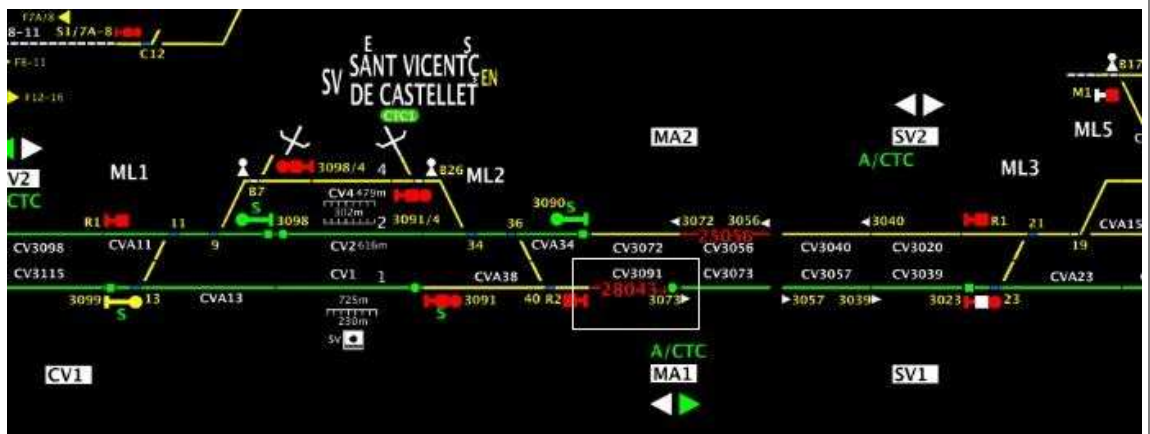 F7A/8
8-11 S1/7A-8
C12
F8-11
F12-16
E S
SV SANT VICENTÇ EN
DE CASTELLET
CTC1
B17
M1
MA2
SV2
ML5
A/CTC
V2
CTC
ML1
3098/4 4
B26 ML2
ML3
B7
CV4 479m
302m
S 3098
2 3091/4
3090 S
R1 11
36
3072 3056
3040
R1 21
CVA15
9
34
25056
19
CV3098 CVA11
CV2 616m
CVA34
CV3072 CV3056 CV3040 CV3020
CV3115
CV1 1
CVA38
CV3091 CV3073 CV3057 CV3039 CVA23
3099 13 CVA13
725m
230m
3091 40 R2
28043
3073 3057 3039 3023 23
S
S
SV
A/CTC
CV1
MA1
SV1